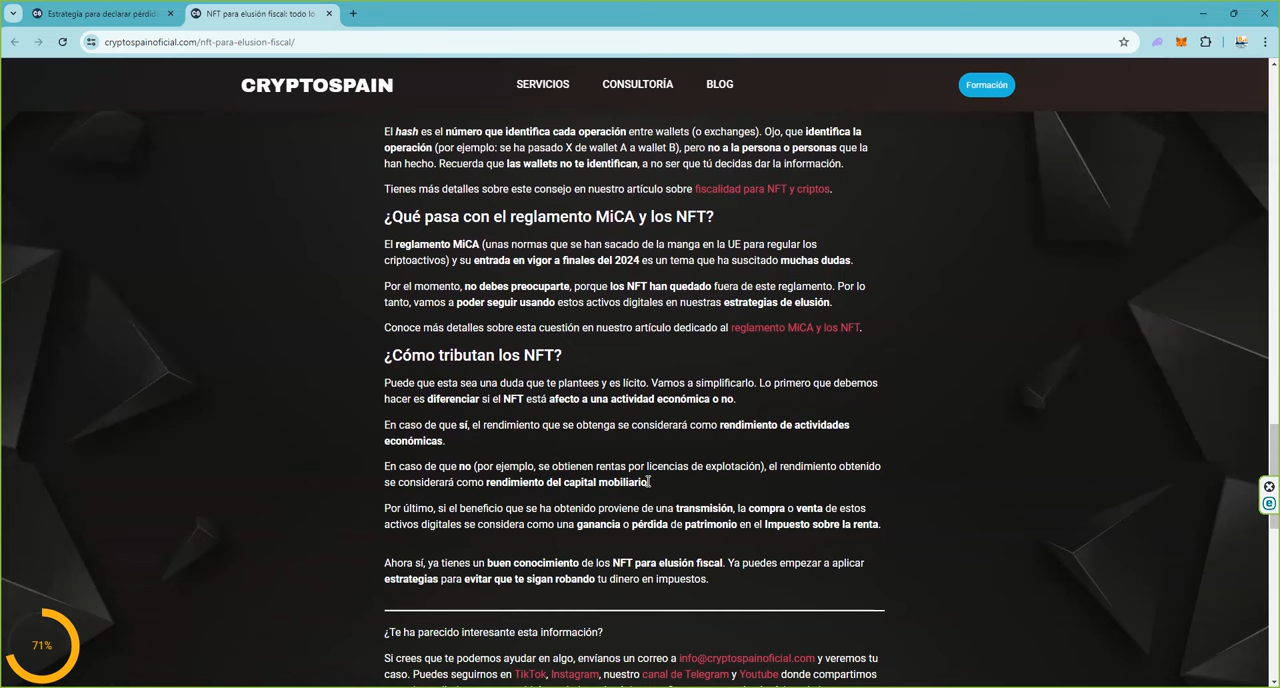 Estrategia para declarar pérdid
NFT para elusión fiscal: todo lo
cryptospainoficial.com/nft-para-elusion-fiscal/
CRYPTOSPAIN
SERVICIOS
CONSULTORÍA
BLOG
Formación
El hash es el número que identifica cada operación entre wallets (o exchanges). Ojo, que identifica la
operación (por ejemplo: se ha pasado X de wallet A a wallet B), pero no a la persona o personas que la
han hecho. Recuerda que las wallets no te identifican, a no ser que tú decidas dar la información.
Tienes más detalles sobre este consejo en nuestro artículo sobre fiscalidad para NFT y criptos.
¿Qué pasa con el reglamento MiCA y los NFT?
El reglamento MiCA (unas normas que se han sacado de la manga en la UE para regular los
criptoactivos) y su entrada en vigor a finales del 2024 es un tema que ha suscitado muchas dudas.
Por el momento, no debes preocuparte, porque los NFT han quedado fuera de este reglamento. Por lo
tanto, vamos a poder seguir usando estos activos digitales en nuestras estrategias de elusión.
Conoce más detalles sobre esta cuestión en nuestro artículo dedicado al reglamento MiCA y los NFT.
¿Cómo tributan los NFT?
Puede que esta sea una duda que te plantees y es lícito. Vamos a simplificarlo. Lo primero que debemos
hacer es diferenciar si el NFT está afecto a una actividad económica o no.
En caso de que sí, el rendimiento que se obtenga se considerará como rendimiento de actividades
económicas.
En caso de que no (por ejemplo, se obtienen rentas por licencias de explotación), el rendimiento obtenido
se considerará como rendimiento del capital mobiliario.
Por último, si el beneficio que se ha obtenido proviene de una transmisión, la compra o venta de estos
activos digitales se considera como una ganancia o pérdida de patrimonio en el Impuesto sobre la renta.
Ahora sí, ya tienes un buen conocimiento de los NFT para elusión fiscal. Ya puedes empezar a aplicar
estrategias para evitar que te sigan robando tu dinero en impuestos.
¿Te ha parecido interesante esta información?
Si crees que te podemos ayudar en algo, envíanos un correo a info@cryptospainoficial.com y veremos tu
caso. Puedes seguirnos en TikTok, Instagram, nuestro canal de Telegram y Youtube donde compartimos
71%